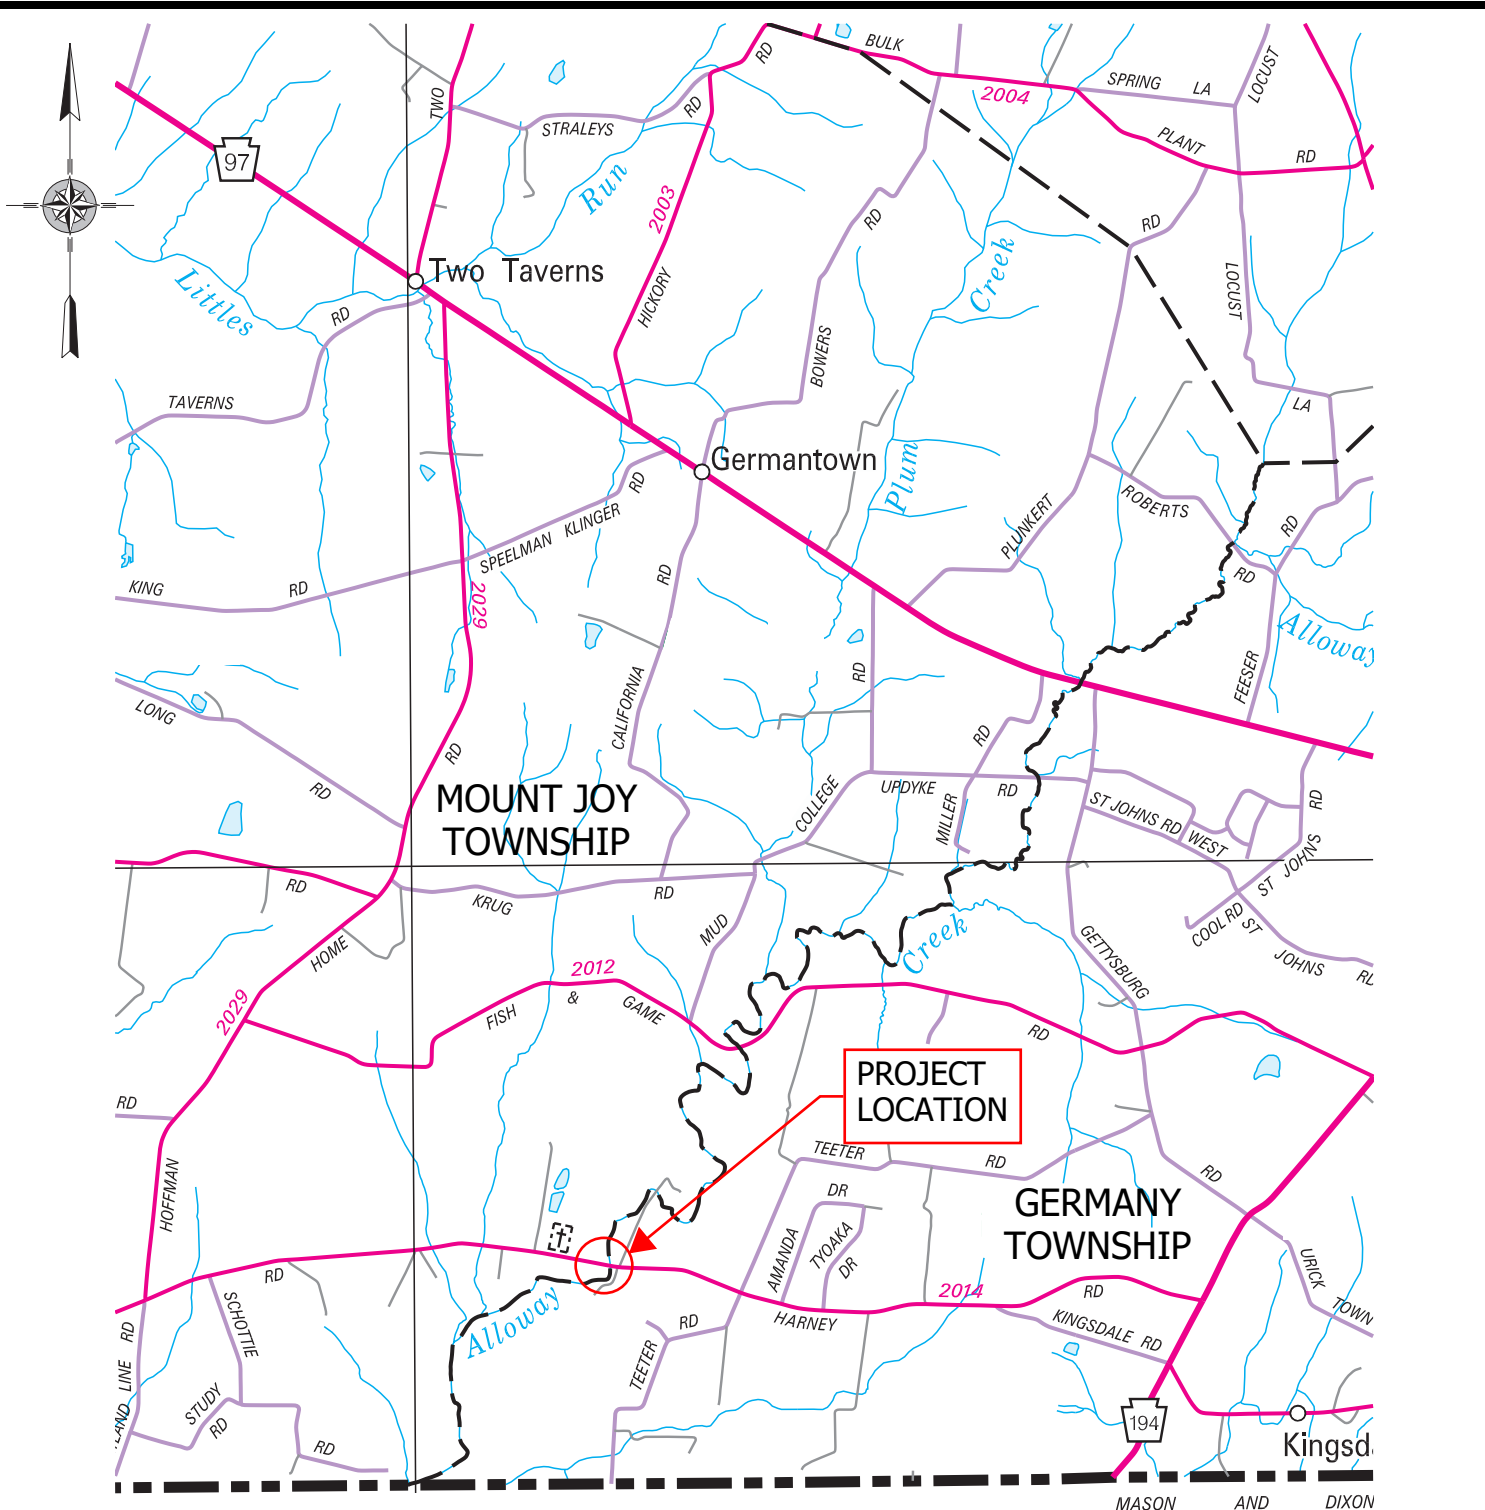 BULK
2004
SPRING
LA
LOCUST
RD
TWO
STRALEYS
RD
PLANT
RD
97
Run
2003
RD
RD
Creek
Two Taverns
HICKORY
LOCUST
Littles
RD
BOWERS
TAVERNS
LA
Germantown
Plum
RD
ROBERTS
RD
SPEELMAN KLINGER
PLUNKERT
KING
RD
2029
RD
RD
Alloway
LONG
RD
CALIFORNIA
RD
FEESER
RD
RD
MOUNT JOY
TOWNSHIP
COLLEGE
UPDYKE
RD
MILLER
ST JOHNS RD
WEST
RD
ST JOHNS
RD
KRUG
RD
MUD
Creek
COOL RD
ST
JOHNS
HOME
GETTYSBURG
2012
2029
FISH
&
GAME
RD
PROJECT
LOCATION
RD
TEETER
RD
RD
HOFFMAN
DR
GERMANY
TOWNSHIP
AMANDA
TYOAKA
DR
URICK
RD
2014
RD
TOWN
SCHOTTIE
Alloway
HARNEY
KINGSDALE RD
RD
RD
LINE
TEETER
STUDY
RD
RD
194
MASON AND DIXON